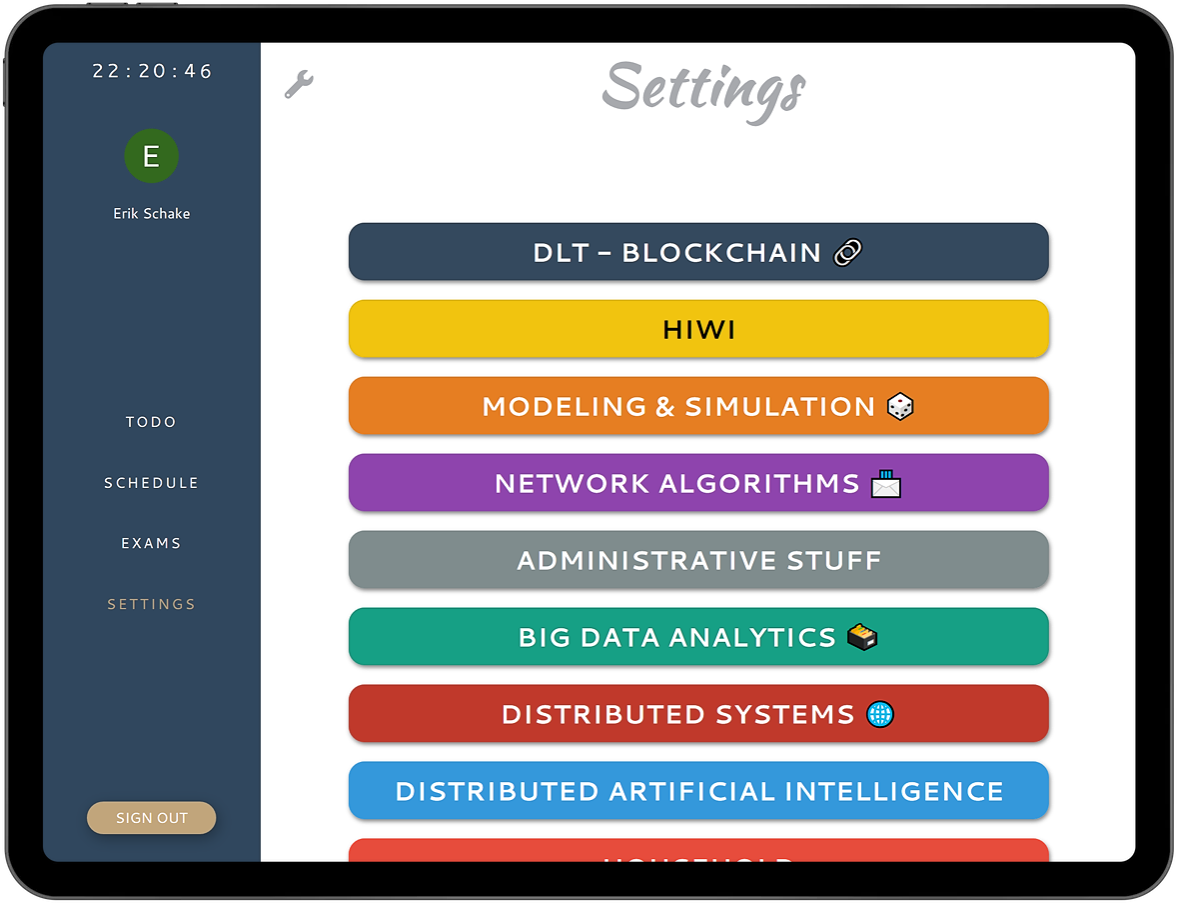 22:20:46
E
Erik Schake
TODO
SCHEDULE
EXAMS
SETTINGS
SIGN OUT
Settings
DLT - BLOCKCHAIN
HIWI
MODELING & SIMULATION
NETWORK ALGORITHMS
ADMINISTRATIVE STUFF
BIG DATA ANALYTICS
DISTRIBUTED SYSTEMS
DISTRIBUTED ARTIFICIAL INTELLIGENCE
HOUSEHOLD